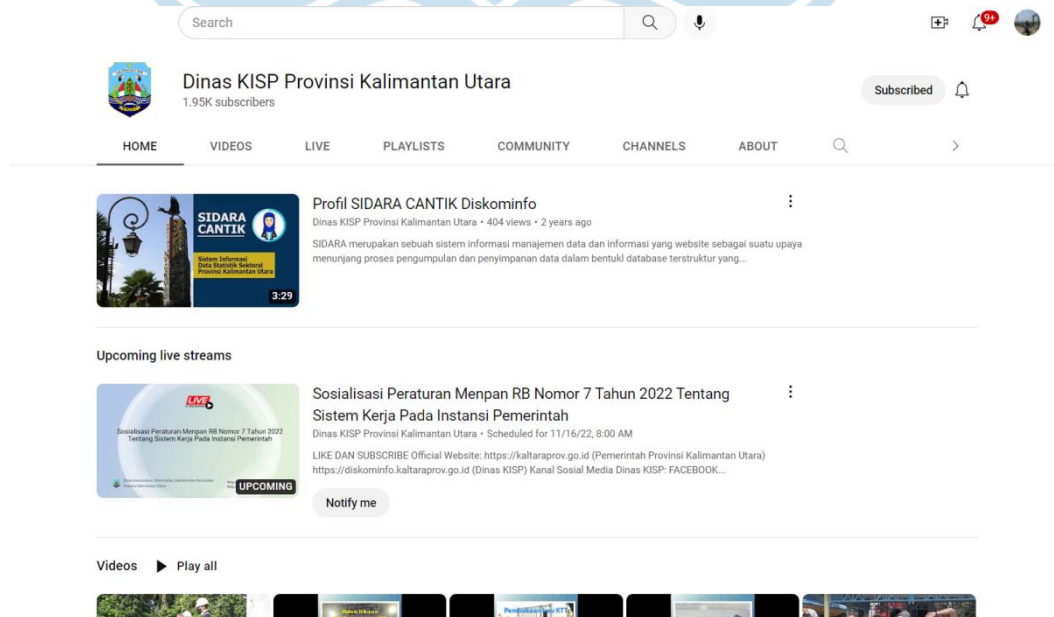 Search
9+
Dinas KISP Provinsi Kalimantan Utara
1.95K subscribers
Subscribed
HOME VIDEOS LIVE PLAYLISTS COMMUNITY CHANNELS ABOUT
SIDARA
CANTIK
Sistem Informasi
Data Statistik Sektoral
Provinsi Kalimantan Utara
3:29
Profil SIDARA CANTIK Diskominfo
Dinas KISP Provinsi Kalimantan Utara • 404 views • 2 years ago
SIDARA merupakan sebuah sistem informasi manajemen data dan informasi yang website sebagai suatu upaya
menunjang proses pengumpulan dan penyimpanan data dalam bentukl database terstruktur yang...
Upcoming live streams
LIVE
Sosialisasi Peraturan Menpan RB Nomor 7 Tahun 2022
Tentang Sistem Kerja Pada Instansi Pemerintah
UPCOMING
Sosialisasi Peraturan Menpan RB Nomor 7 Tahun 2022 Tentang
Sistem Kerja Pada Instansi Pemerintah
Dinas KISP Provinsi Kalimantan Utara • Scheduled for 11/16/22, 8:00 AM
LIKE DAN SUBSCRIBE Official Website: https://kaltaraprov.go.id (Pemerintah Provinsi Kalimantan Utara)
https://diskominfo.kaltaraprov.go.id (Dinas KISP) Kanal Sosial Media Dinas KISP: FACEBOOK...
Notify me
Videos Play all